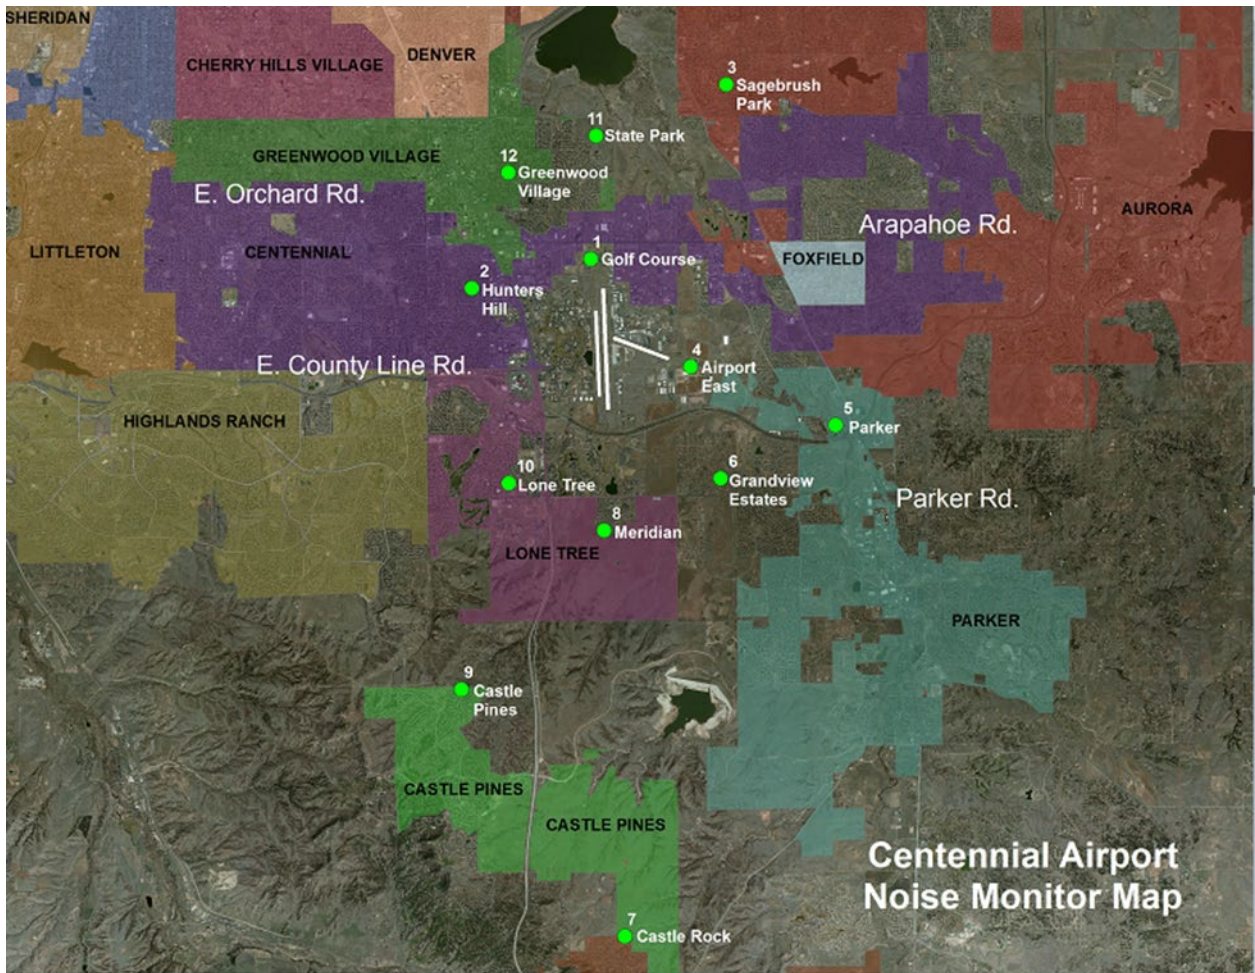 SHERIDAN
CHERRY HILLS VILLAGE
DENVER
3
Sagebrush
Park
11
State Park
GREENWOOD VILLAGE
12
Greenwood
Village
E. Orchard Rd.
Arapahoe Rd.
AURORA
LITTLETON
CENTENNIAL
1
Golf Course
FOXFIELD
2
Hunters
Hill
E. County Line Rd.
4
Airport
East
HIGHLANDS RANCH
5
Parker
10
Lone Tree
6
Grandview
Estates
Parker Rd.
8
Meridian
LONE TREE
PARKER
9
Castle
Pines
CASTLE PINES
CASTLE PINES
Centennial Airport
Noise Monitor Map
7
Castle Rock